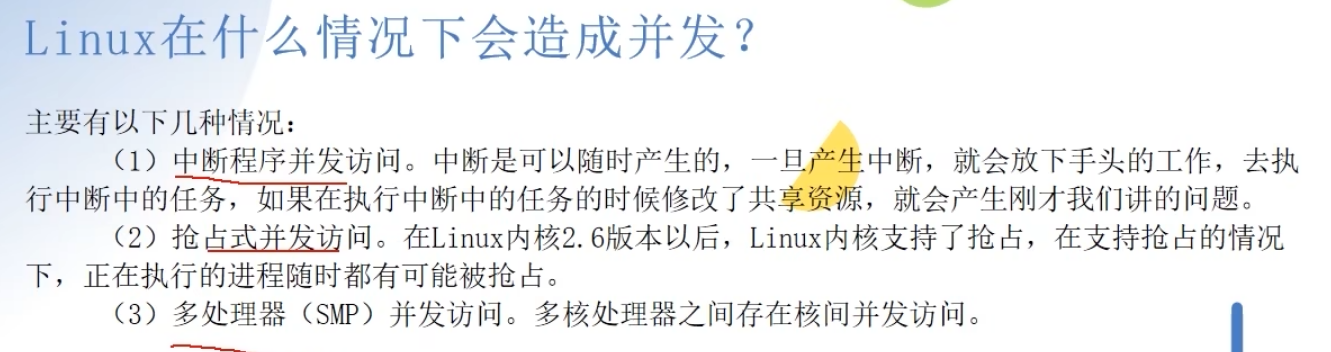 Linux在什么情况下会造成并发？
主要有以下几种情况：
（1）中断程序并发访问。中断是可以随时产生的，一旦产生中断，就会放下手头的工作，去执
行中断中的任务，如果在执行中断中的任务的时候修改了共享资源，就会产生刚才我们讲的问题。
（2）抢占式并发访问。在Linux内核2.6版本以后，Linux内核支持了抢占，在支持抢占的情况
下，正在执行的进程随时都有可能被抢占。
（3）多处理器（SMP）并发访问。多核处理器之间存在核间并发访问。